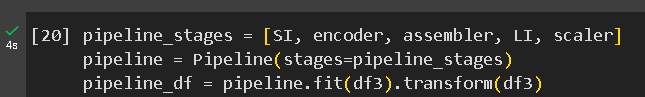 [20] pipeline_stages = [SI, encoder, assembler, LI, scaler]
pipeline = Pipeline(stages=pipeline_stages)
4s
pipeline_df = pipeline.fit(df3).transform(df3)